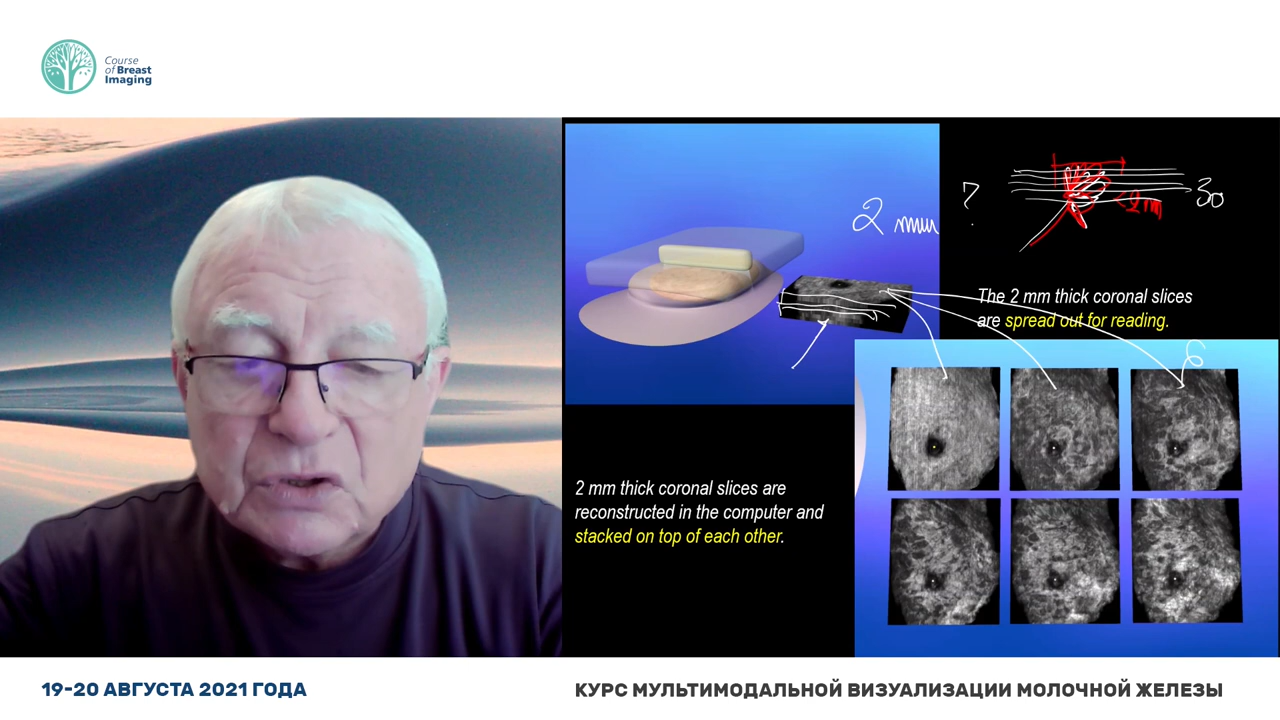 Course
of Breast
Imaging
2 mm
?
30
2 m
The 2 mm thick coronal slices
are spread out for reading.
6
2 mm thick coronal slices are
reconstructed in the computer and
stacked on top of each other.
19-20 АВГУСТА 2021 ГОДА
КУРС МУЛЬТИМОДАЛЬНОЙ ВИЗУАЛИЗАЦИИ МОЛОЧНОЙ ЖЕЛЕЗЫ